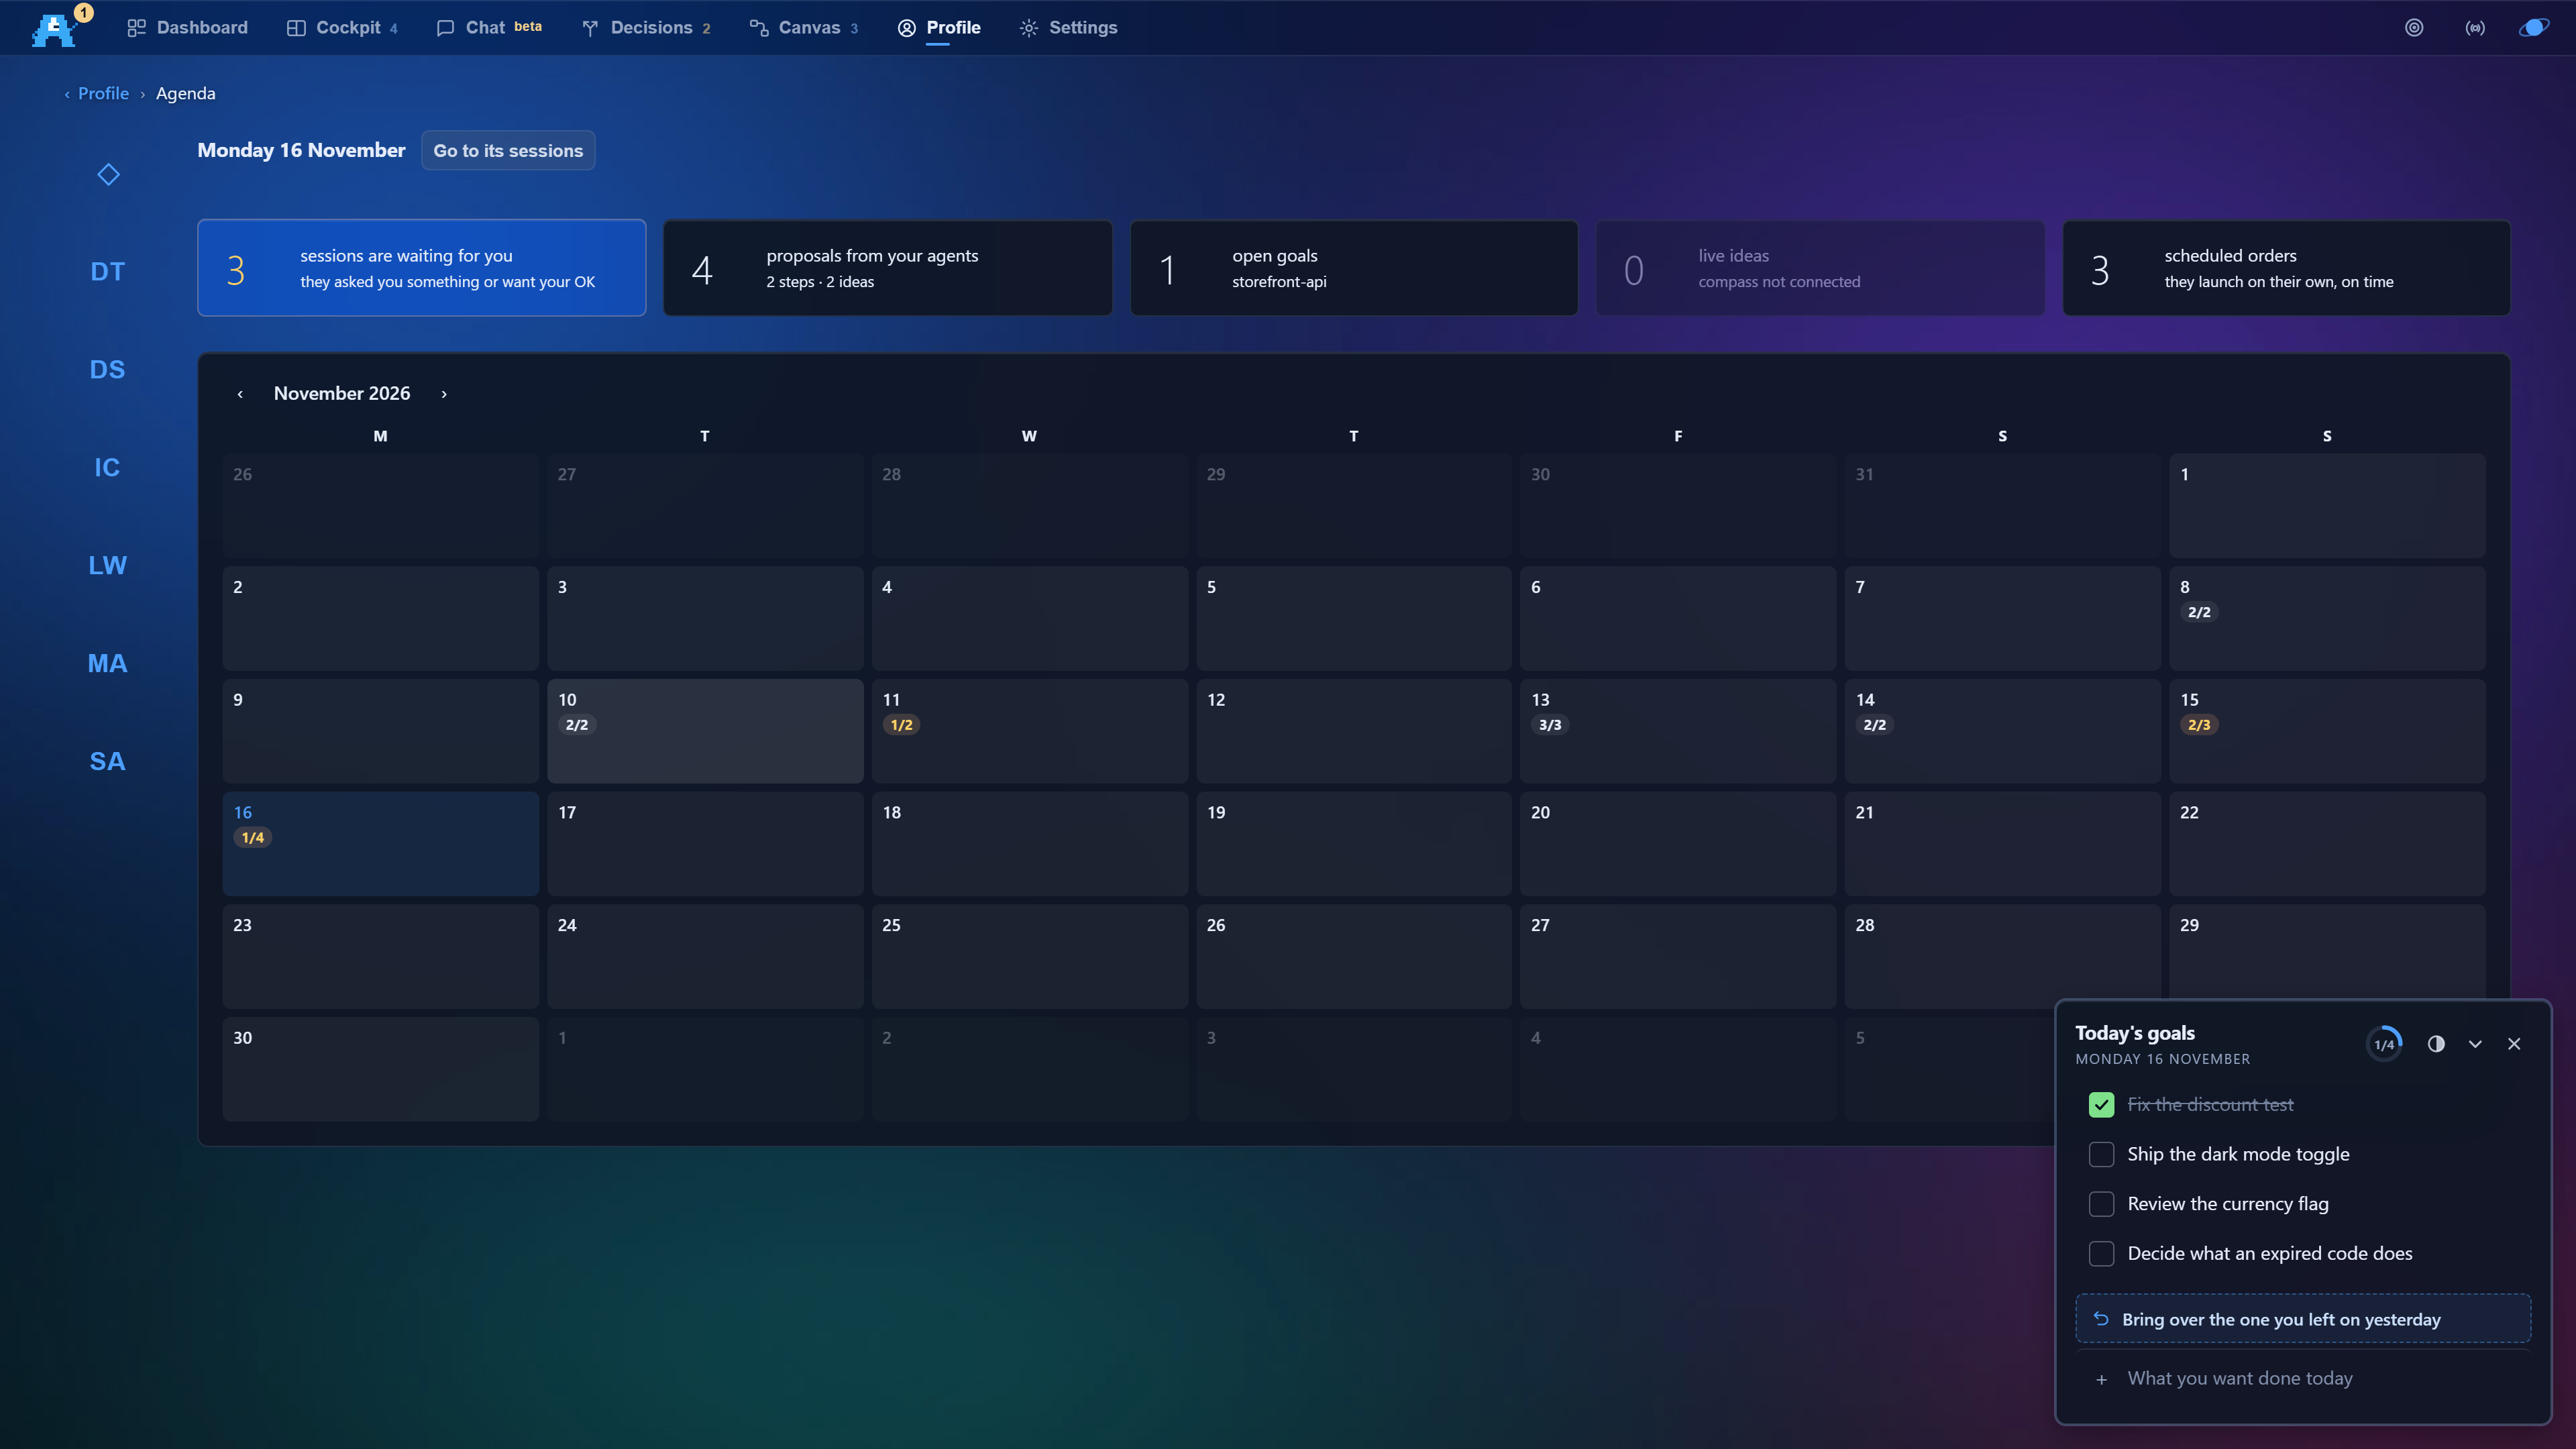 1
Dashboard
Cockpit 4
Chat beta
Decisions 2
Canvas 3
Profile
Settings
‹ Profile › Agenda
Monday 16 November
Go to its sessions
DT
DS
IC
LW
MA
SA
3
sessions are waiting for you
they asked you something or want your OK
4
proposals from your agents
2 steps · 2 ideas
1
open goals
storefront-api
0
live ideas
compass not connected
3
scheduled orders
they launch on their own, on time
‹ November 2026 ›
M T W T F S S
26 27 28 29 30 31 1
2 3 4 5 6 7 8
2/2
9 10 11 12 13 14 15
2/2 1/2 3/3 2/2 2/3
16 17 18 19 20 21 22
1/4
23 24 25 26 27 28 29
30 1 2 3 4 5
Today's goals
MONDAY 16 NOVEMBER
1/4
Fix the discount test
Ship the dark mode toggle
Review the currency flag
Decide what an expired code does
Bring over the one you left on yesterday
+ What you want done today